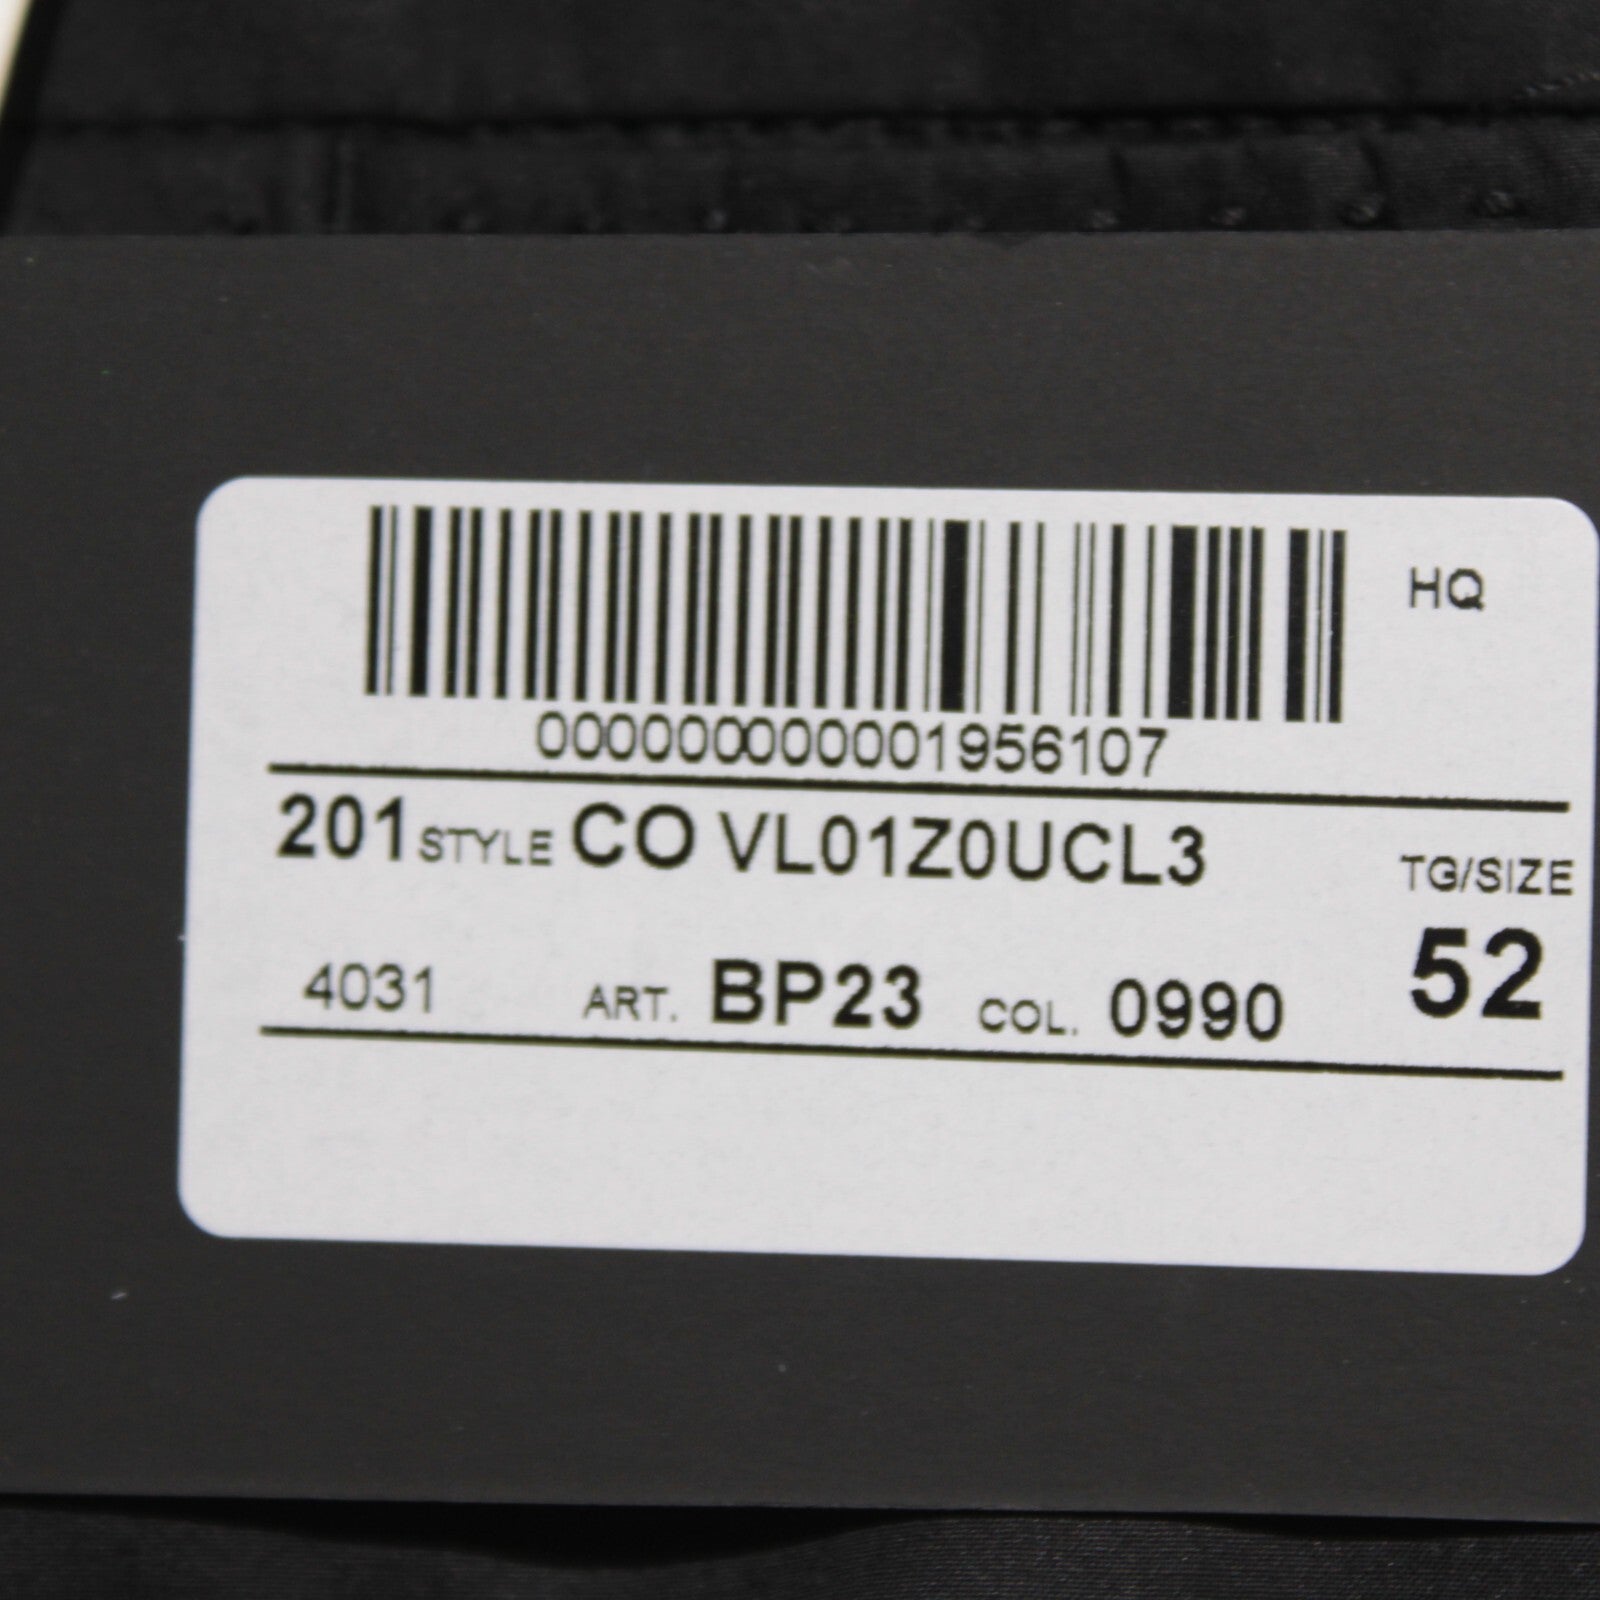 HQ
000000000001956107
201 STYLE CO VL01Z0UCL3 TG/SIZE
4031 ART. BP23 COL. 0990 52